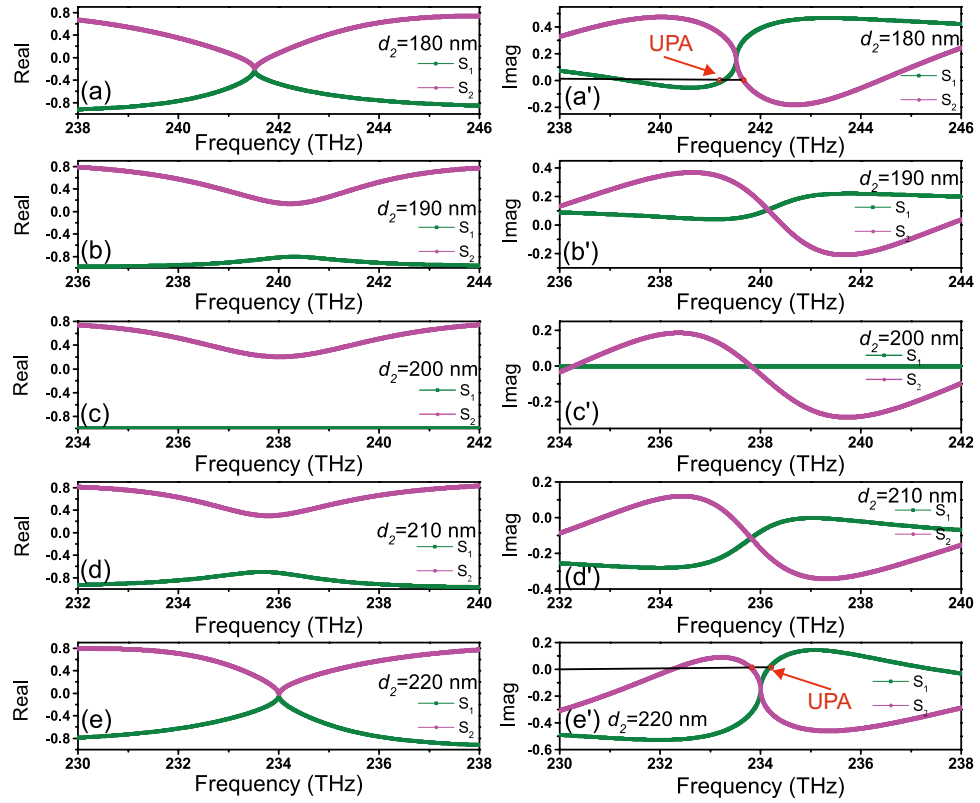 0.8
0.0
-0.4
-0.8
Real
d2=180 nm
S1
S2
(a)
238 240 242 244 246
Frequency (THz)
0.4
0.2
0.0
-0.2
Imag
UPA
d2=180 nm
S1
S2
(a')
238 240 242 244 246
Frequency (THz)
0.8
0.4
0.0
-0.8
Real
d2=190 nm
S1
S2
(b)
236 238 240 242 244
Frequency (THz)
0.4
0.2
0.0
-0.2
Imag
d2=190 nm
S1
S2
(b')
236 238 240 242 244
Frequency (THz)
0.8
0.4
0.0
-0.4
-0.8
Real
d2=200 nm
S1
S2
(c)
234 236 238 240 242
Frequency (THz)
0.2
0.0
-0.2
Imag
d2=200 nm
S1
S2
(c')
234 236 238 240 242
Frequency (THz)
0.8
0.4
0.0
-0.8
Real
d2=210 nm
S1
S2
(d)
232 234 236 238 240
Frequency (THz)
0.2
0.0
-0.2
-0.4
Imag
d2=210 nm
S1
S2
(d')
232 234 236 238 240
Frequency (THz)
0.8
0.4
0.0
-0.4
-0.8
Real
d2=220 nm
S1
S2
(e)
230 232 234 236 238
Frequency (THz)
0.2
0.0
-0.2
-0.4
-0.6
Imag
UPA
S1
S2
(e')
d2=220 nm
230 232 234 236 238
Frequency (THz)